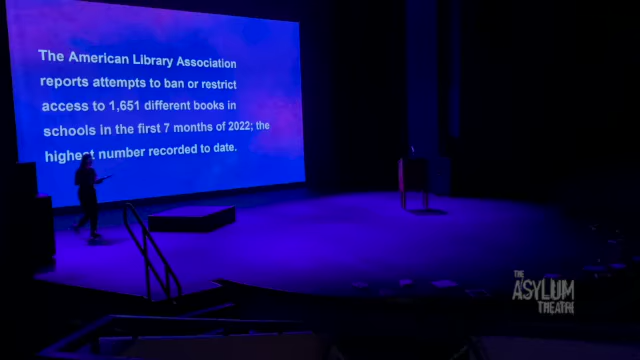 The American Library Association
reports attempts to ban or restrict
access to 1,651 different books in
schools in the first 7 months of 2022; the
highest number recorded to date.
THE
ASYLUM
THEATRE